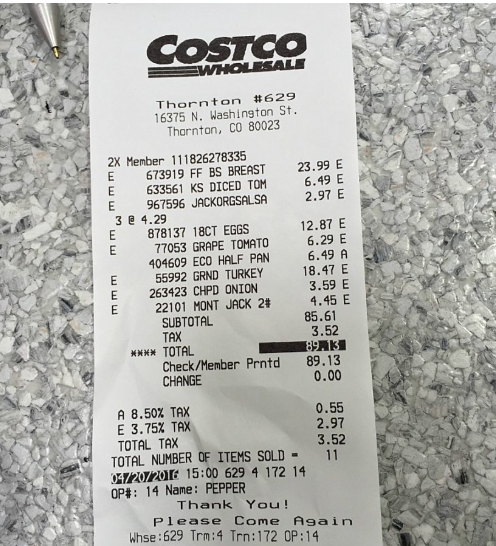 COSTCO
WHOLESALE
Thornton #629
16375 N. Washington St.
Thornton, CO 80023
2X Member 111826278335
E 673919 FF BS BREAST 23.99 E
E 633561 KS DICED TOM 6.49 E
E 967596 JACKORGSALSA 2.97 E
3 @ 4.29
E 878137 18CT EGGS 12.87 E
E 77053 GRAPE TOMATO 6.29 E
404609 ECO HALF PAN 6.49 A
E 55992 GRND TURKEY 18.47 E
E 263423 CHPD ONION 3.59 E
E 22101 MONT JACK 2# 4.45 E
SUBTOTAL 85.61
TAX 3.52
**** TOTAL 89.13
Check/Member Prntd 89.13
CHANGE 0.00
A 8.50% TAX 0.55
E 3.75% TAX 2.97
TOTAL TAX 3.52
TOTAL NUMBER OF ITEMS SOLD = 11
04/20/2016 15:00 629 4 172 14
OP#: 14 Name: PEPPER
Thank You!
Please Come Again
Whse:629 Trm:4 Trn:172 OP:14